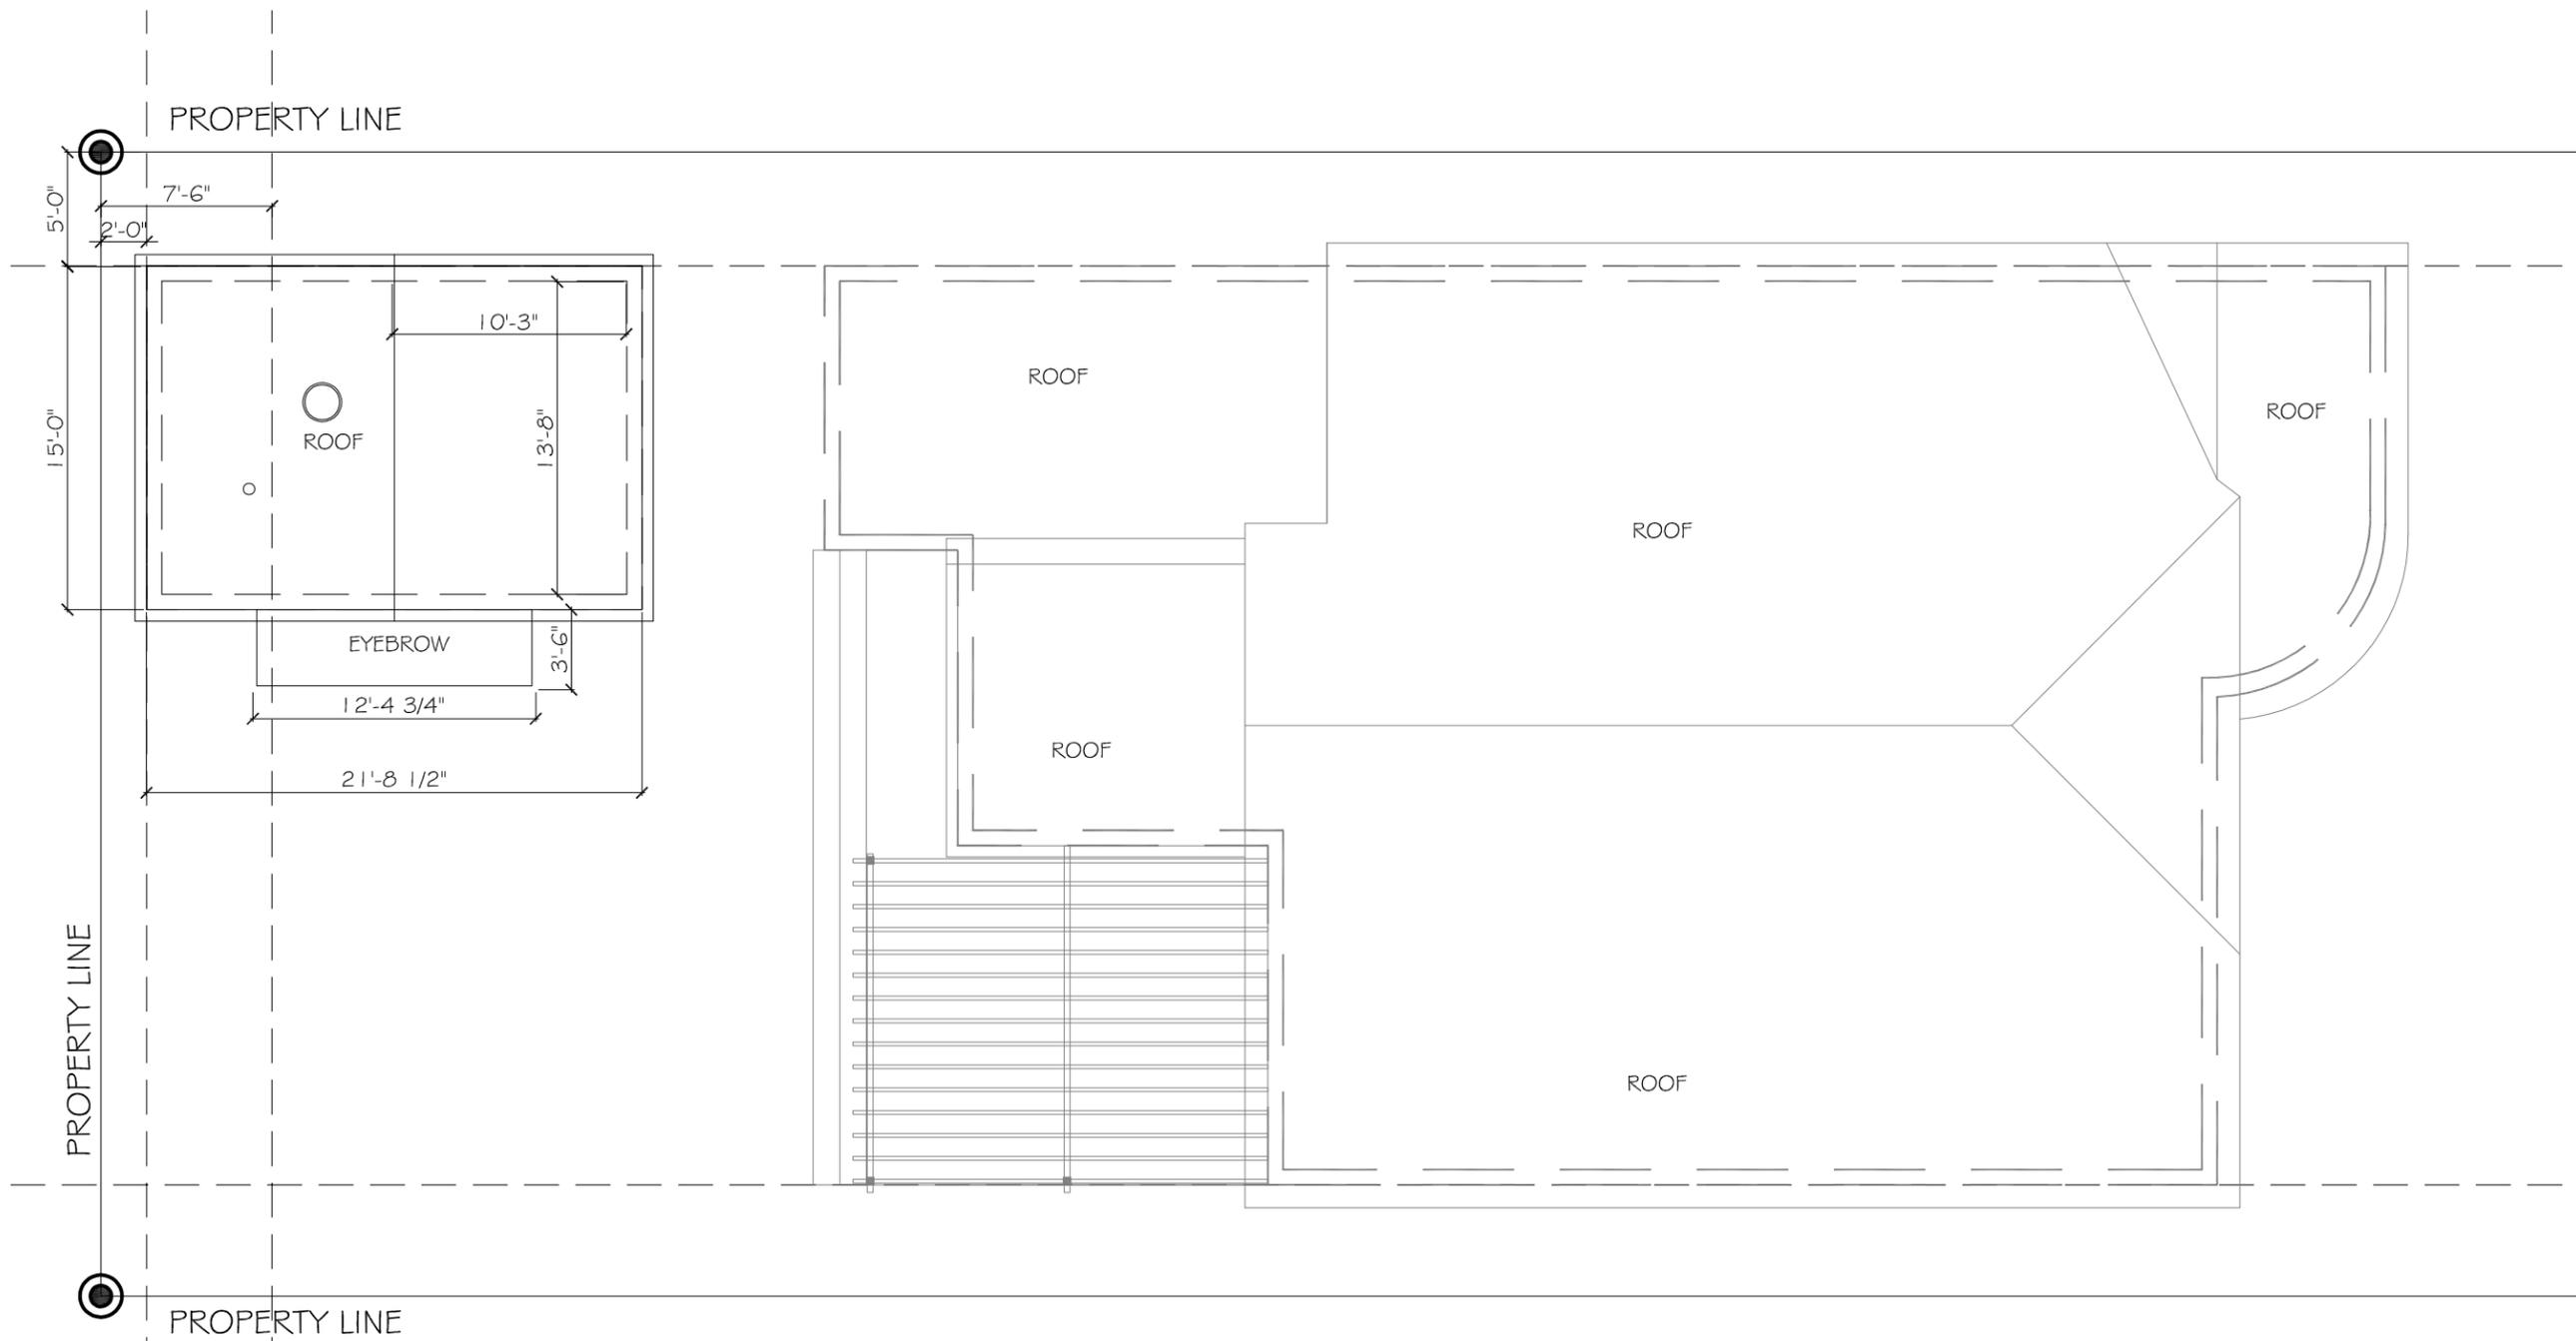 PROPERTY LINE
5'-0"
7'-6"
2'-0"
10'-3"
ROOF
ROOF
15'-0"
13'-8"
ROOF
ROOF
EYEBROW
3'-6"
12'-4 3/4"
ROOF
21'-8 1/2"
PROPERTY LINE
ROOF
PROPERTY LINE